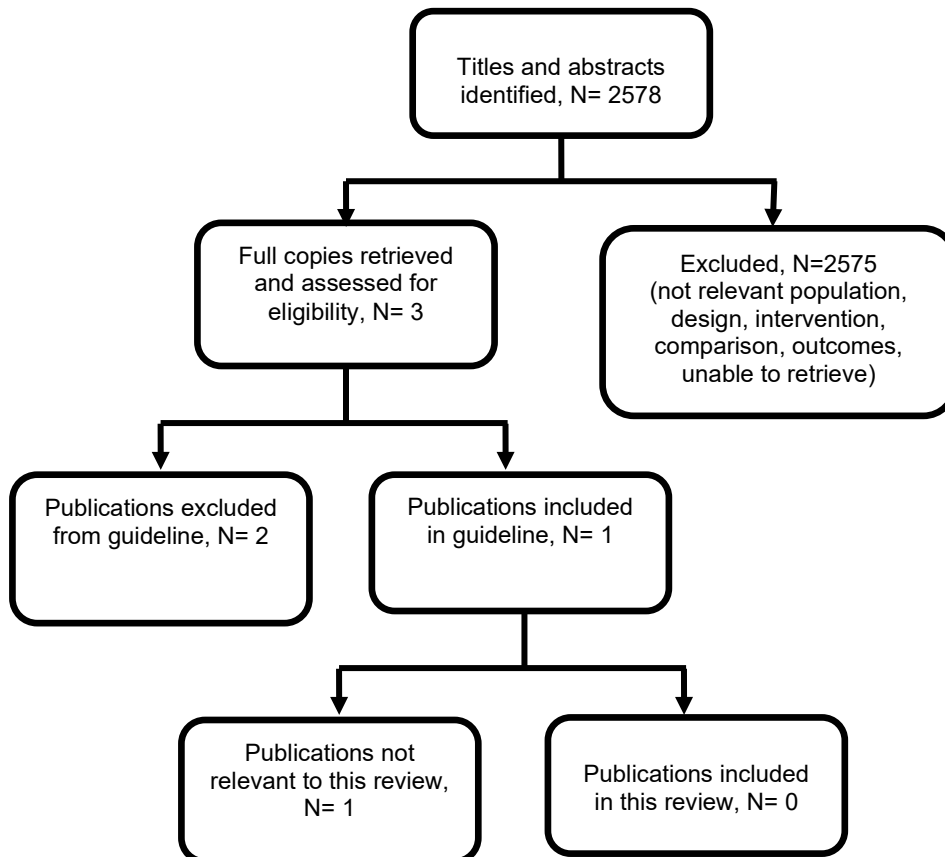 Titles and abstracts
identified, N= 2578
Full copies retrieved
and assessed for
eligibility, N= 3
Excluded, N=2575
(not relevant population,
design, intervention,
comparison, outcomes,
unable to retrieve)
Publications excluded
from guideline, N= 2
Publications included
in guideline, N= 1
Publications not
relevant to this review,
N= 1
Publications included
in this review, N= 0